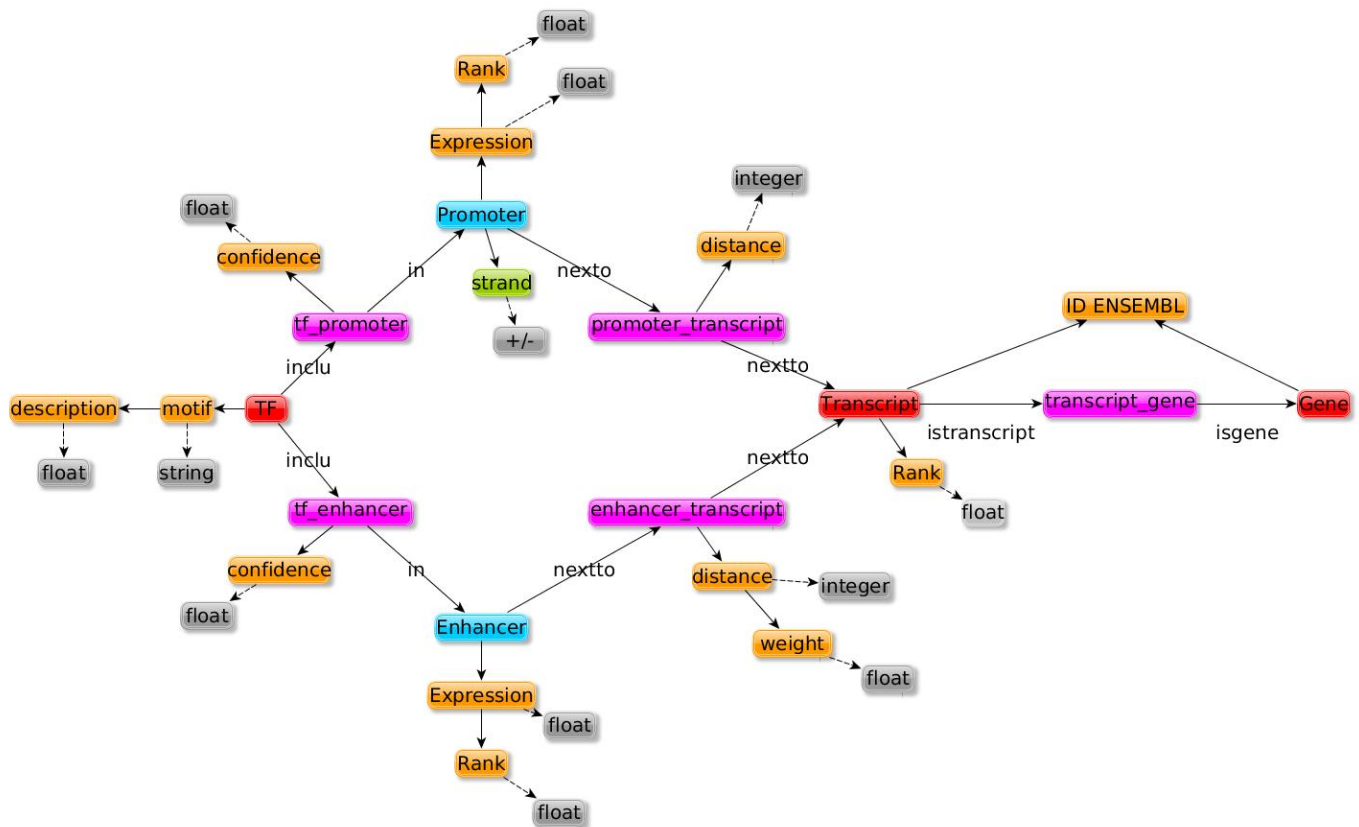 float
Rank
float
Expression
integer
float
Promoter
distance
confidence
in
nexto
strand
ID ENSEMBL
tf_promoter
promoter_transcript
+/-
inclu
nextto
description
motif
TF
Transcript
transcript_gene
Gene
istranscript
isgene
inclu
nextto
float
string
Rank
tf_enhancer
enhancer_transcript
float
confidence
in
nextto
distance
integer
float
Enhancer
weight
float
Expression
float
Rank
float